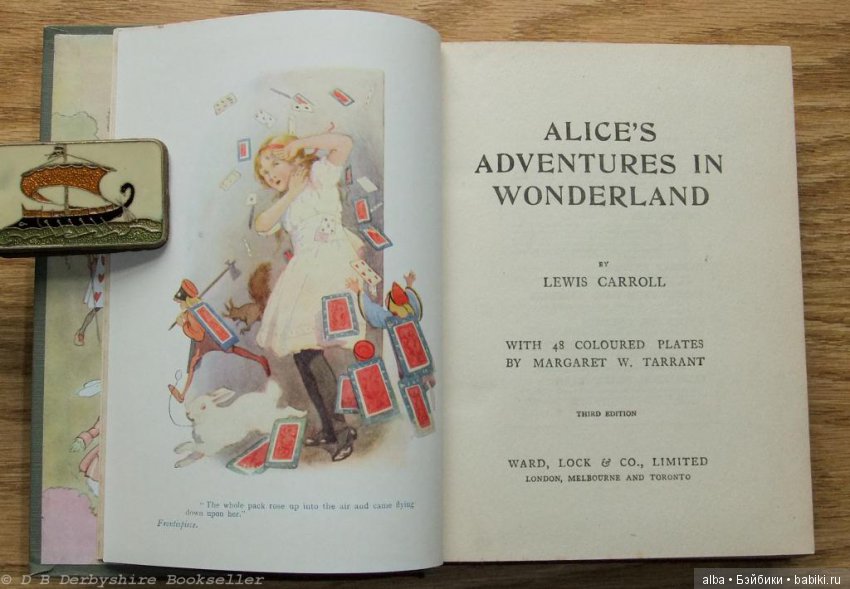 "The whole pack rose up into the air and came flying
down upon her."
Frontispiece.
ALICE'S
ADVENTURES IN
WONDERLAND
BY
LEWIS CARROLL
WITH 48 COLOURED PLATES
BY MARGARET W. TARRANT
THIRD EDITION
WARD, LOCK & CO., LIMITED
LONDON, MELBOURNE AND TORONTO
© D B Derbyshire Bookseller
alba • Бэйбики • babiki.ru